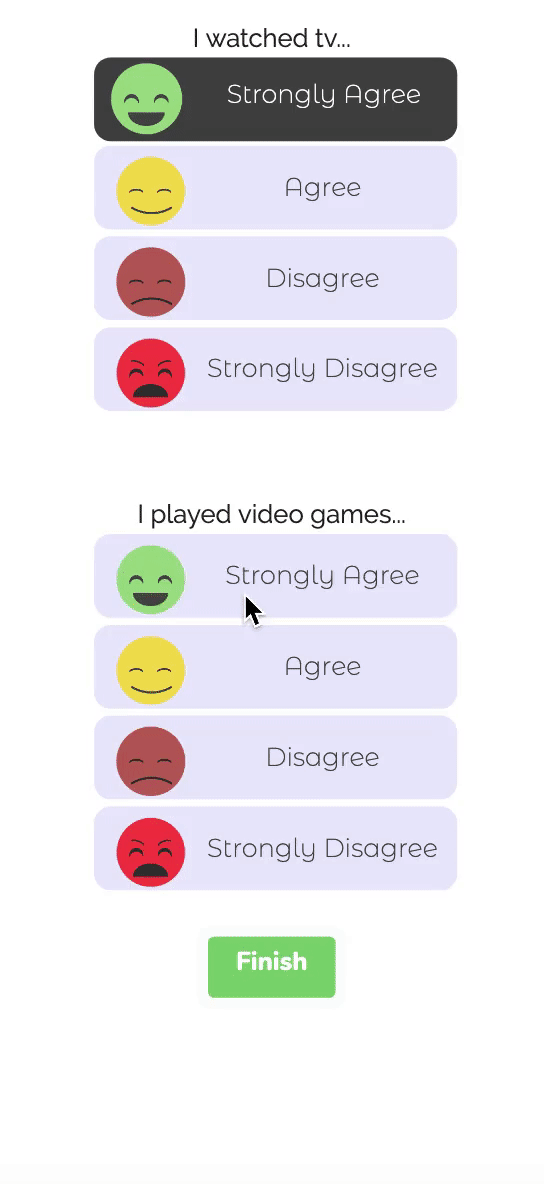 I watched tv...
Strongly Agree
Agree
Disagree
Strongly Disagree
I played video games...
Strongly Agree
Agree
Disagree
Strongly Disagree
Finish